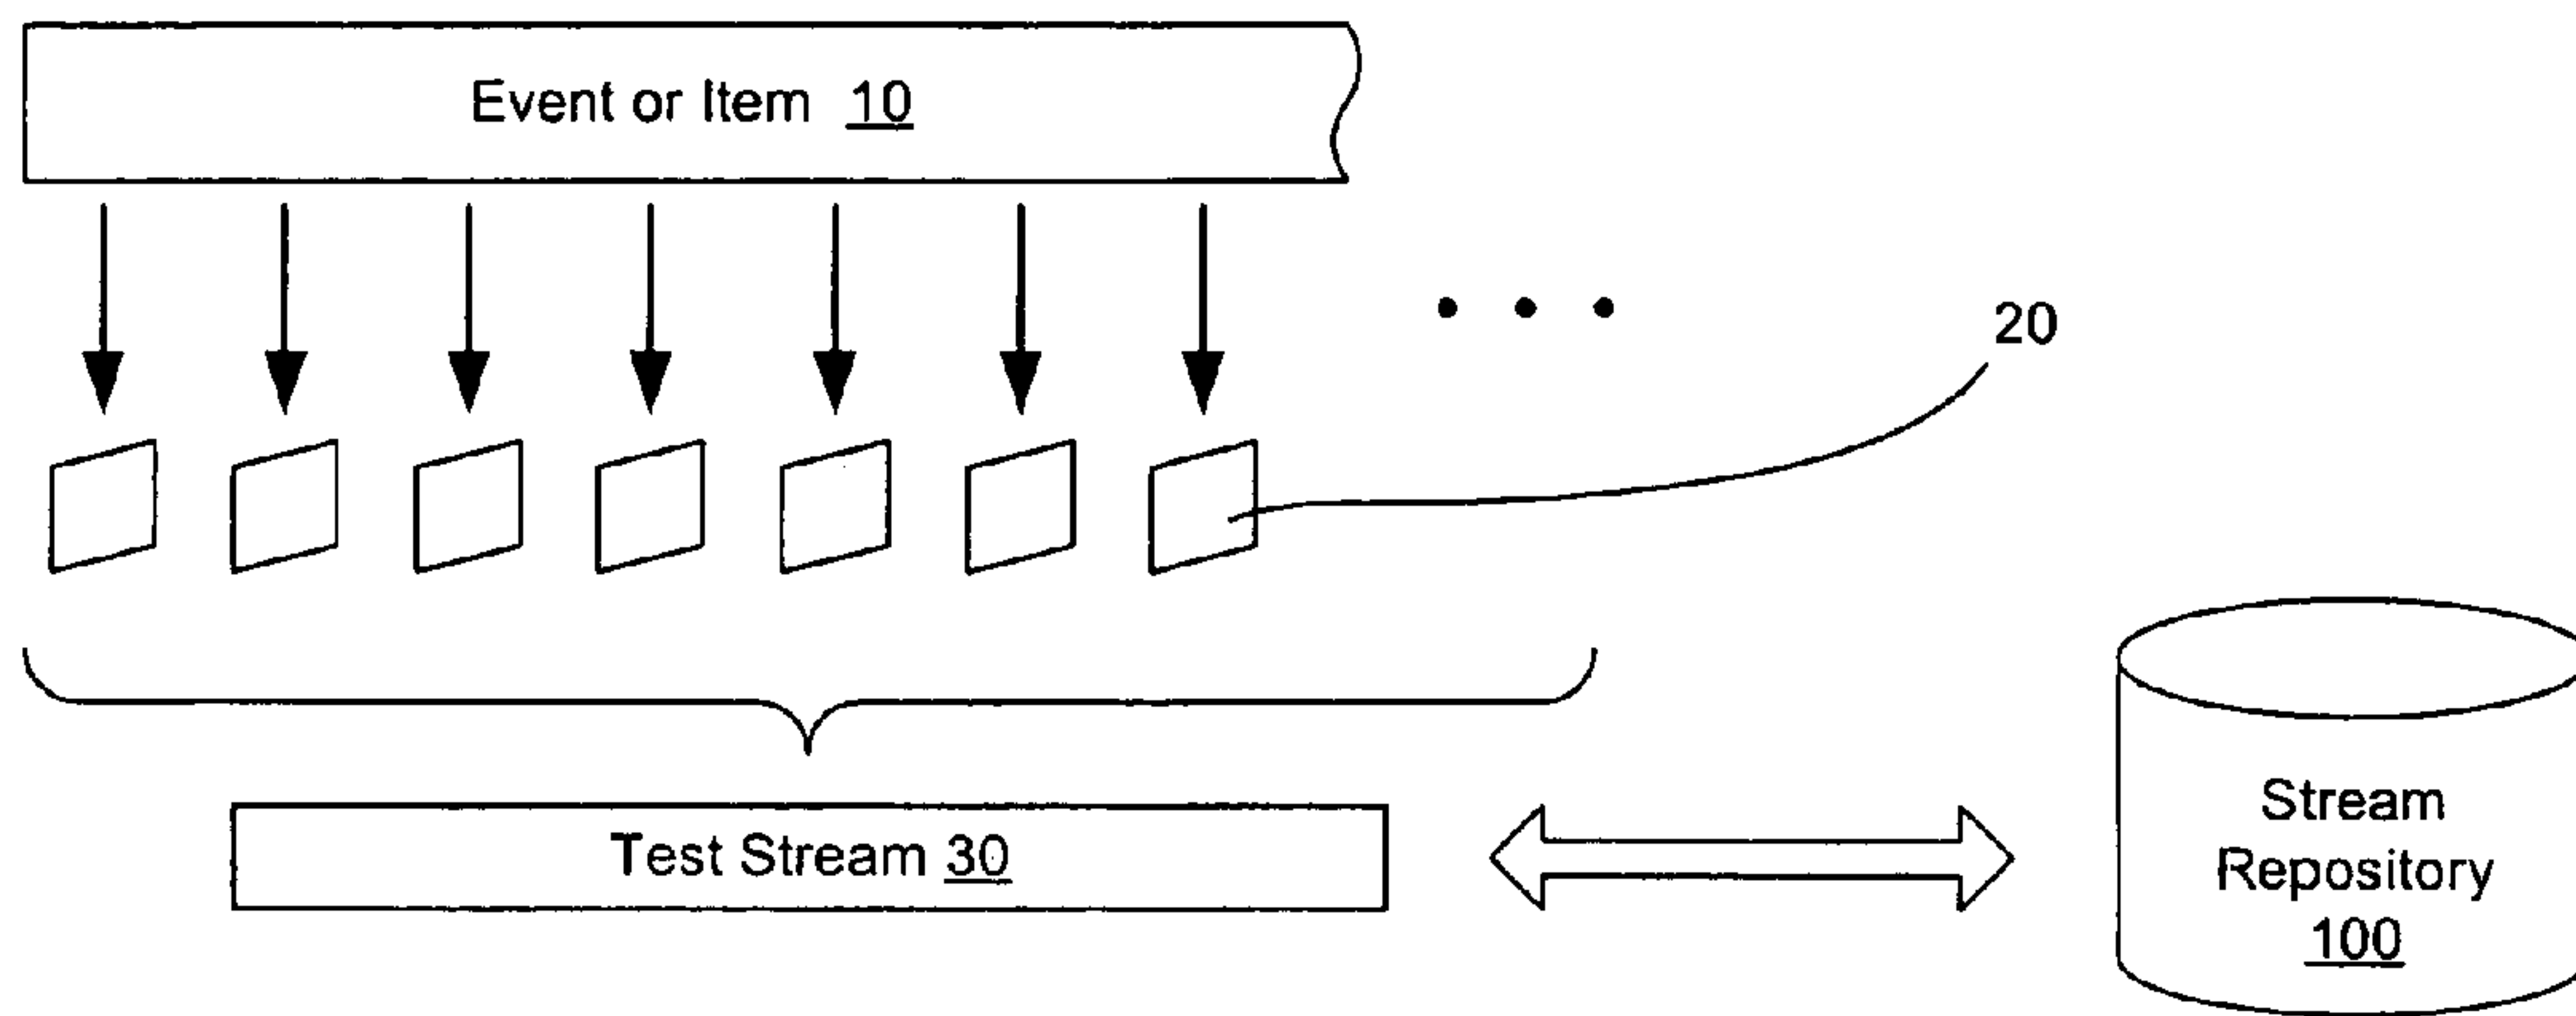 Event or Item 10
20
Test Stream 30
Stream
Repository
100